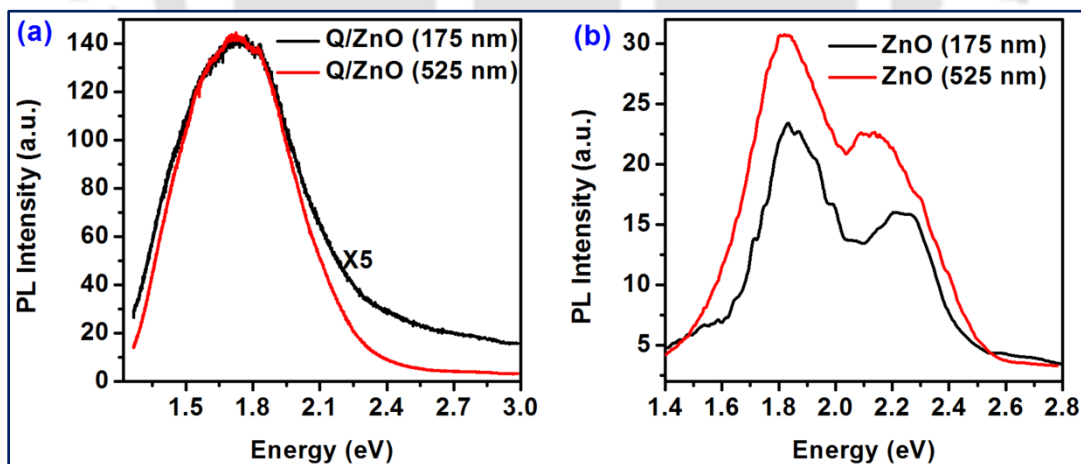 (a)
Q/ZnO (175 nm)
Q/ZnO (525 nm)
X5
PL Intensity (a.u.)
140
120
100
80
60
40
20
0
1.5 1.8 2.1 2.4 2.7 3.0
Energy (eV)
(b)
ZnO (175 nm)
ZnO (525 nm)
PL Intensity (a.u.)
30
25
20
15
10
5
1.4 1.6 1.8 2.0 2.2 2.4 2.6 2.8
Energy (eV)